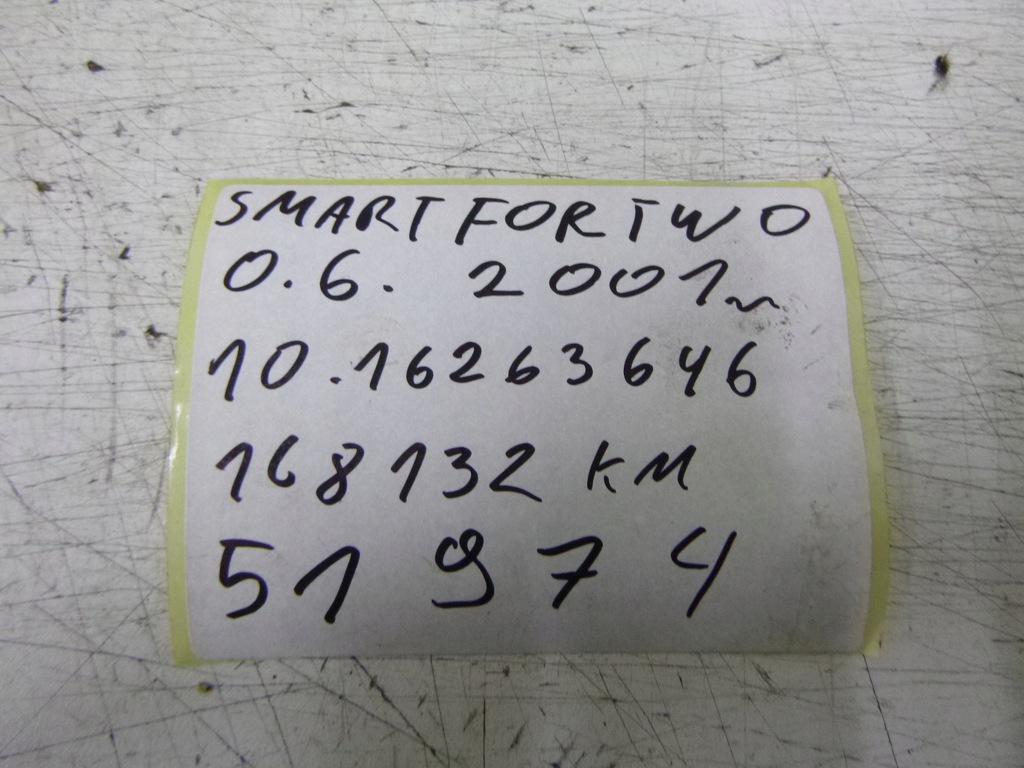 SMART FORTWO
0.6. 2001~
10.16263646
168132 KM
51974